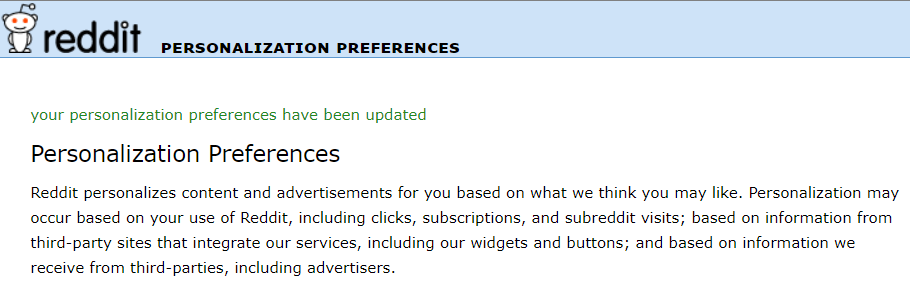 reddit PERSONALIZATION PREFERENCES
your personalization preferences have been updated
Personalization Preferences
Reddit personalizes content and advertisements for you based on what we think you may like. Personalization may
occur based on your use of Reddit, including clicks, subscriptions, and subreddit visits; based on information from
third-party sites that integrate our services, including our widgets and buttons; and based on information we
receive from third-parties, including advertisers.